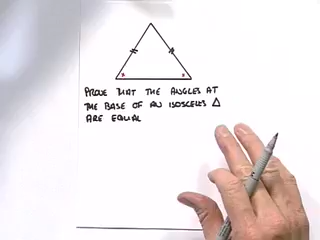 PROVE THAT THE ANGLES AT
THE BASE OF AN ISOSCELES △
ARE EQUAL